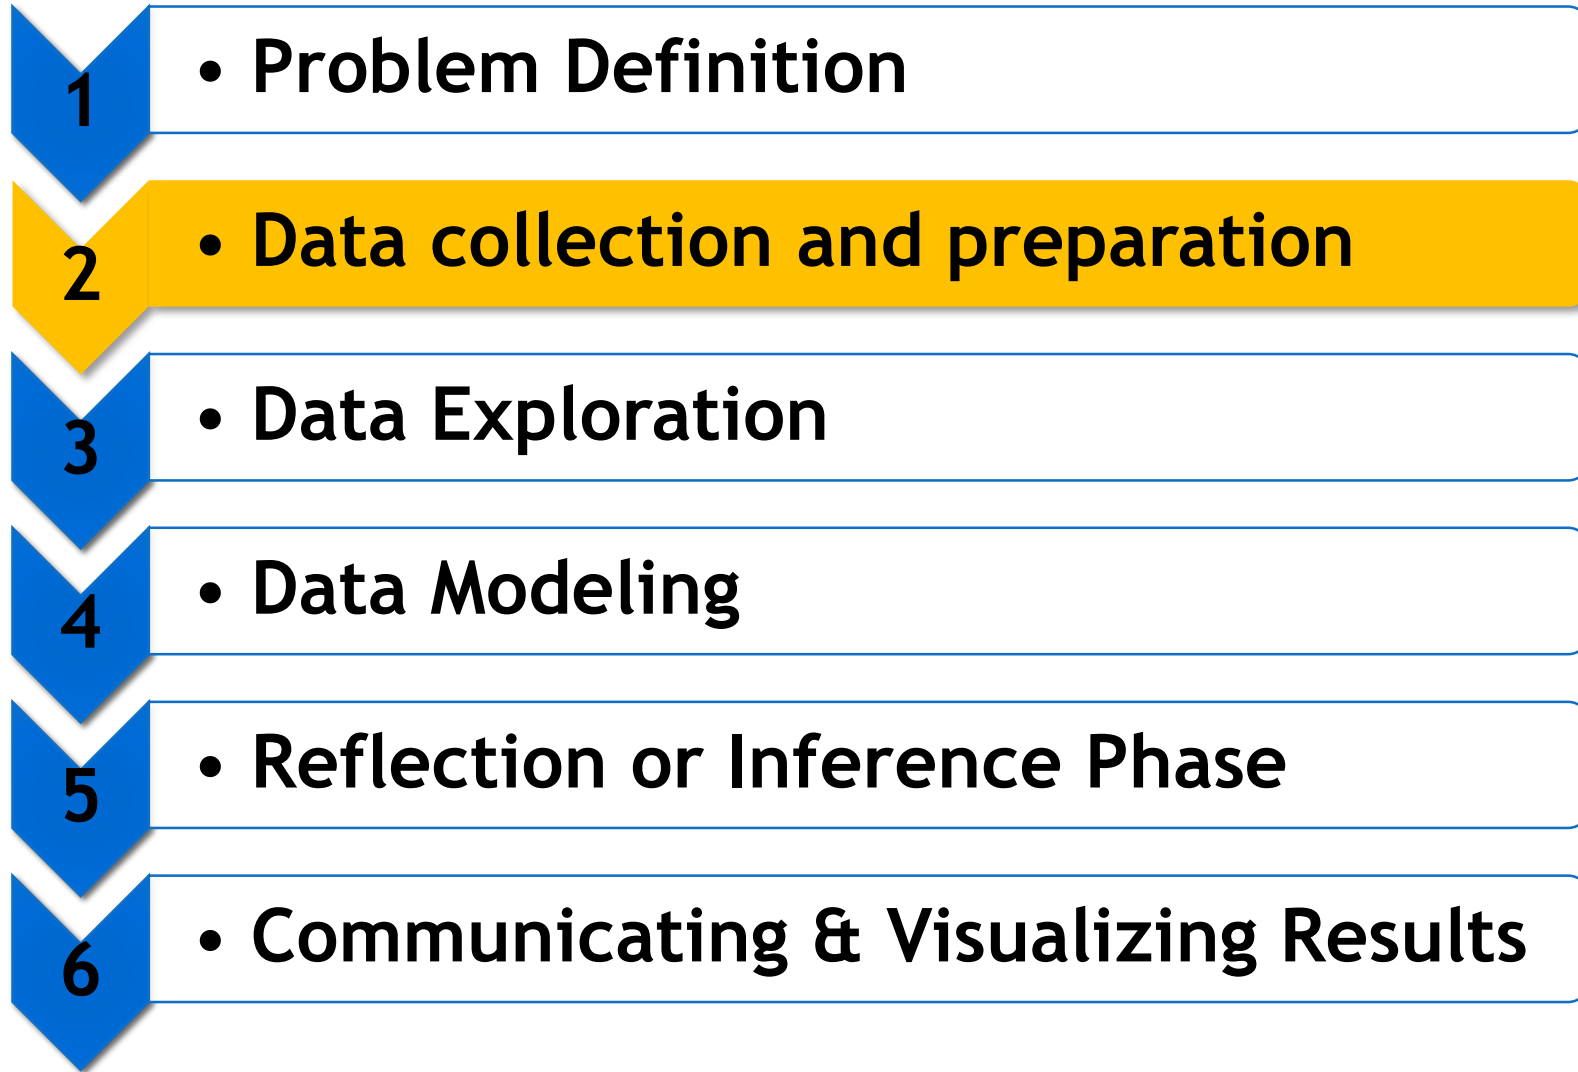 1
• Problem Definition
2
• Data collection and preparation
3
• Data Exploration
4
• Data Modeling
5
• Reflection or Inference Phase
6
• Communicating & Visualizing Results